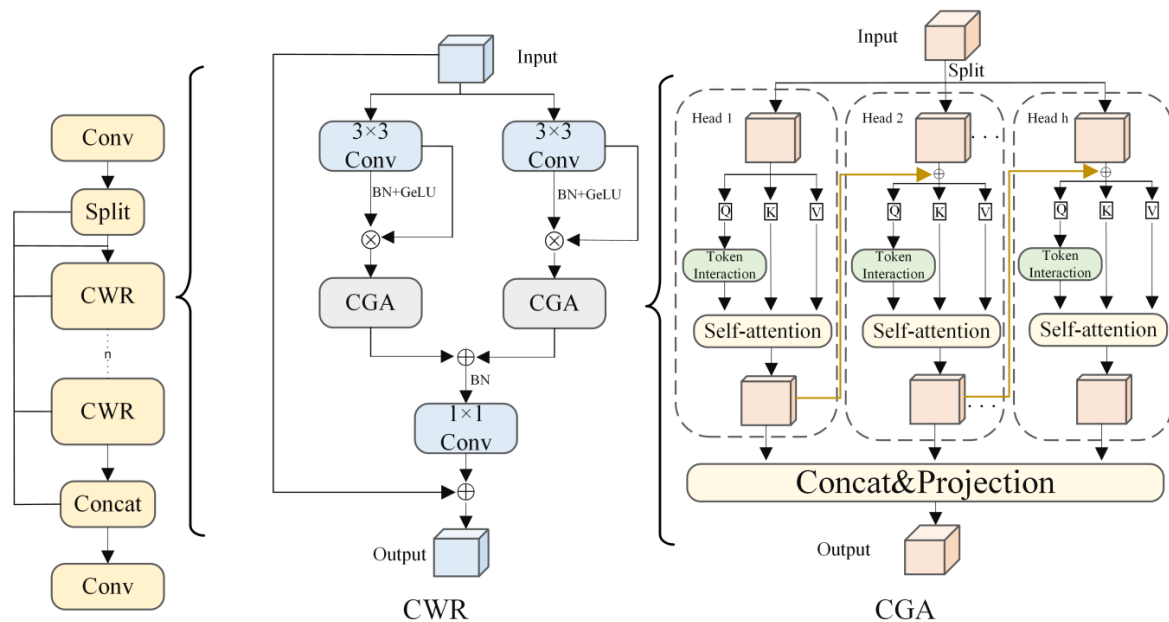 Conv
Split
CWR
n
CWR
Concat
Conv
Input
3×3
Conv
3×3
Conv
BN+GeLU
BN+GeLU
CGA
CGA
BN
1×1
Conv
Output
CWR
Input
Split
Head 1
Head 2
Head h
. . .
Q
K
V
Q
K
V
Q
K
V
Token
Interaction
Token
Interaction
Token
Interaction
Self-attention
Self-attention
Self-attention
. . .
Concat&Projection
Output
CGA